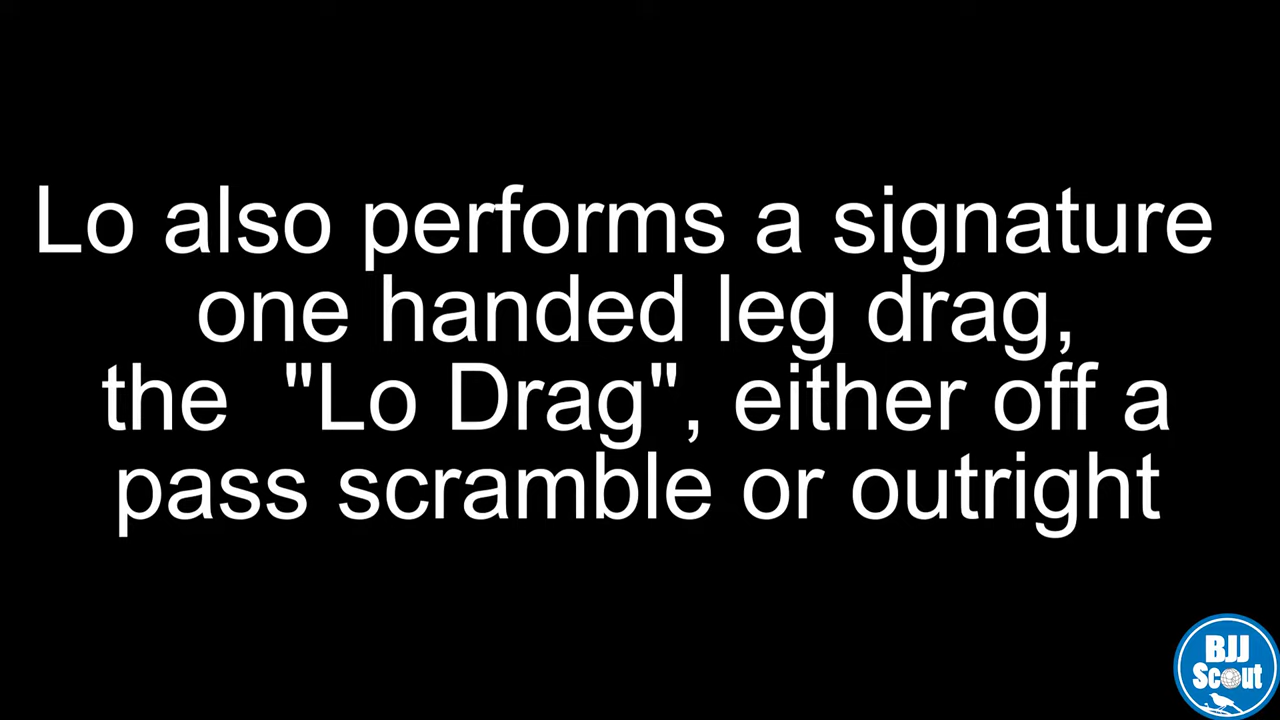 Lo also performs a signature
one handed leg drag,
the "Lo Drag", either off a
pass scramble or outright
BJJ
Scout